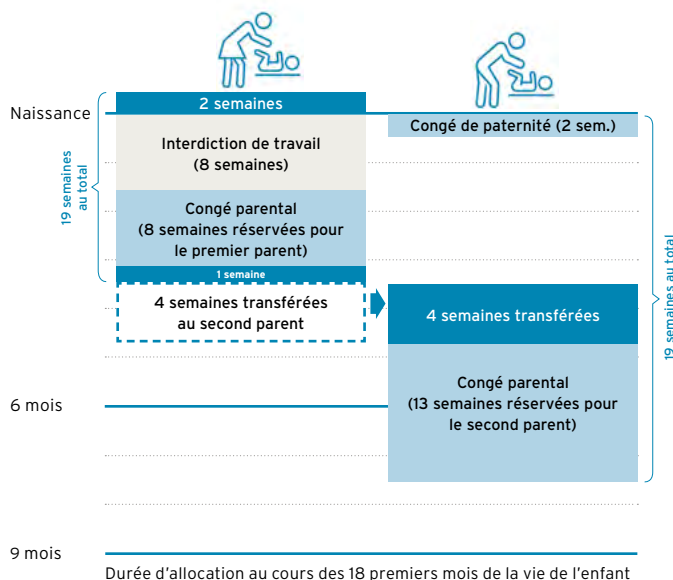 2 semaines
Naissance
Congé de paternité (2 sem.)
Interdiction de travail
(8 semaines)
19 semaines
au total
Congé parental
(8 semaines réservées pour
le premier parent)
1 semaine
4 semaines transférées
au second parent
4 semaines transférées
19 semaines au total
Congé parental
(13 semaines réservées pour
le second parent)
6 mois
9 mois
Durée d'allocation au cours des 18 premiers mois de la vie de l'enfant